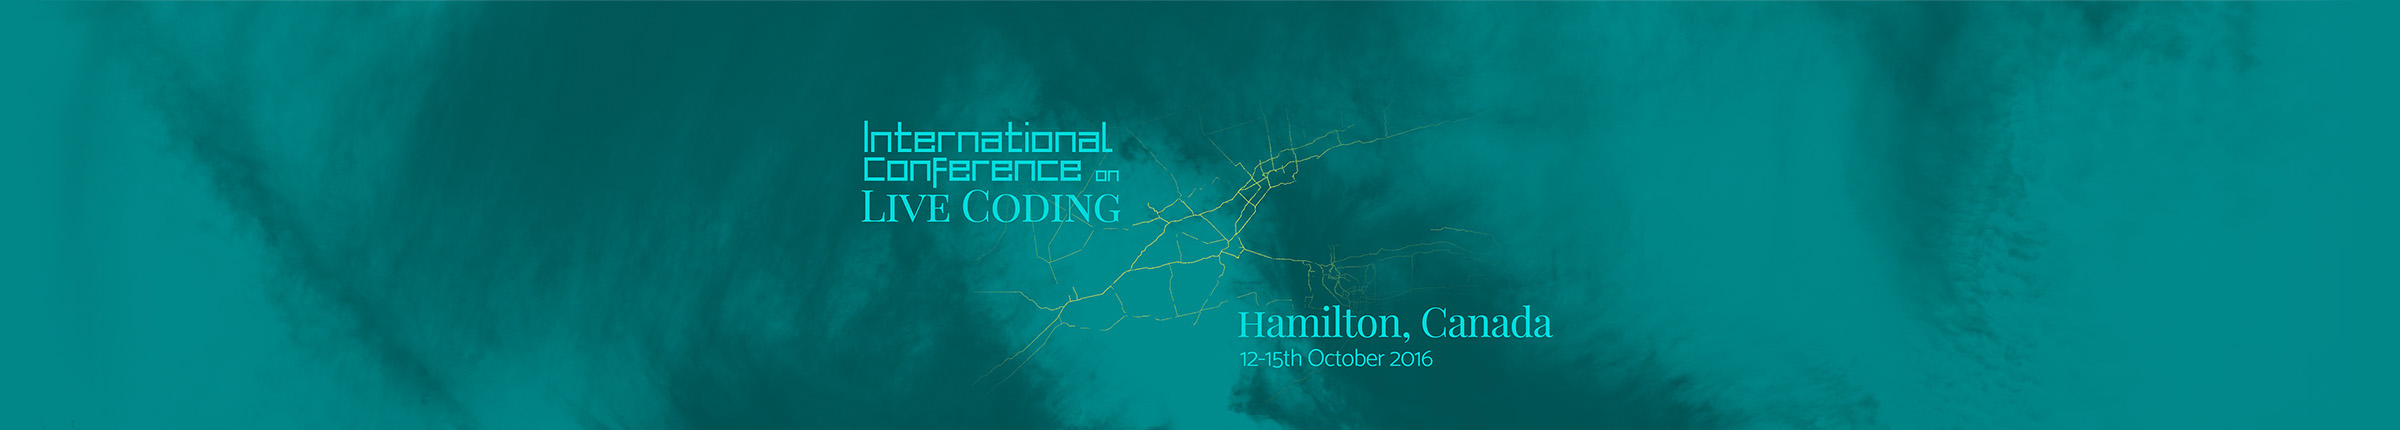 International
Conference on
LIVE CODING
Hamilton, Canada
12-15th October 2016